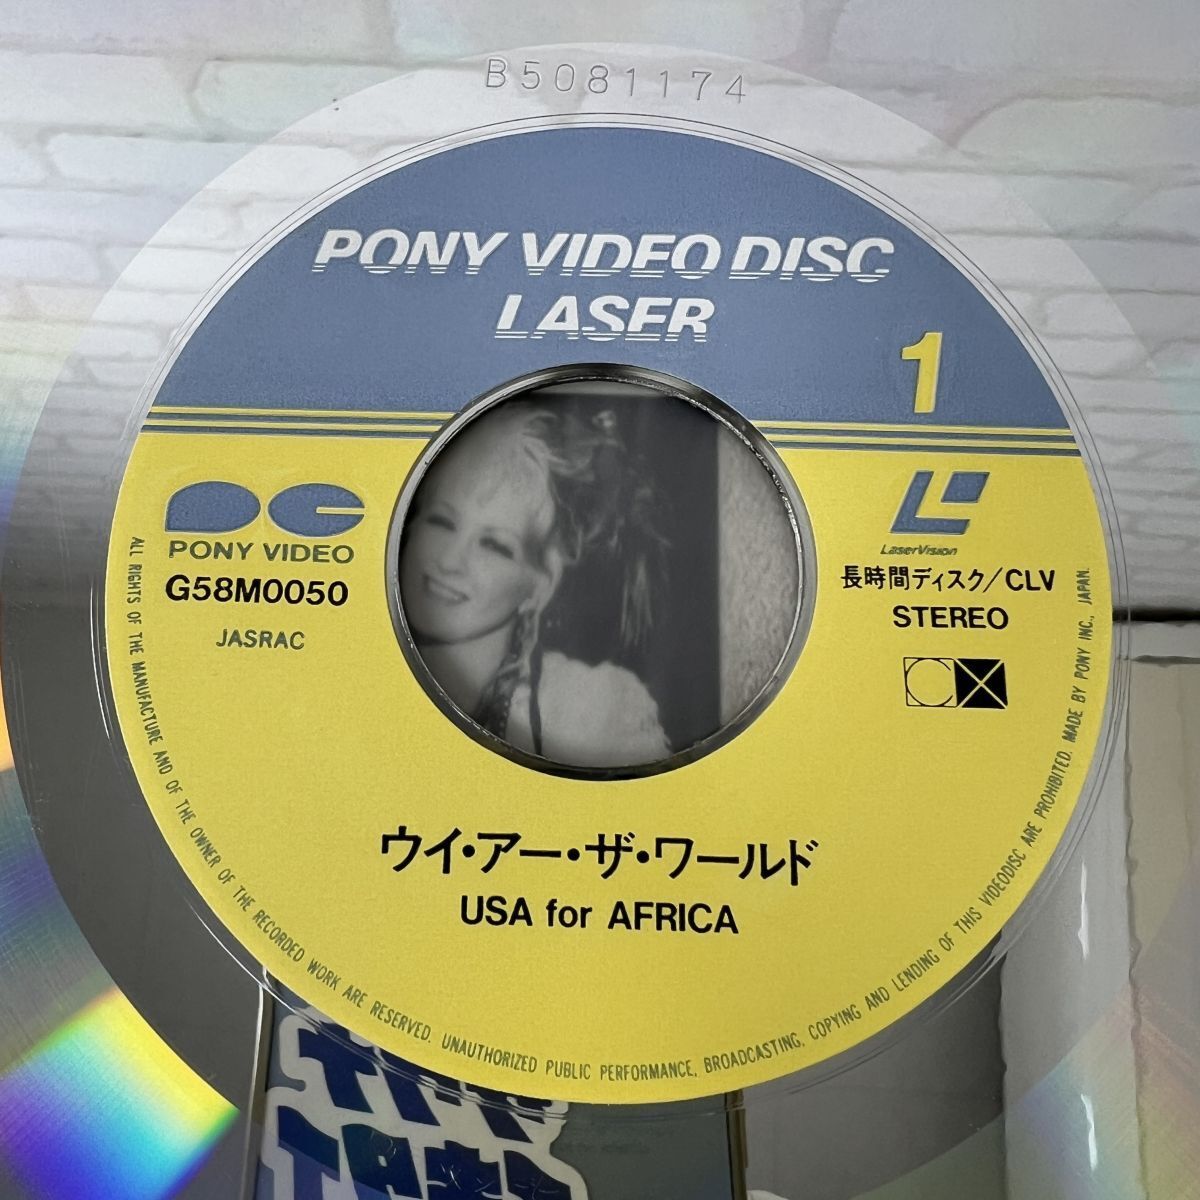 B5081174
PONY VIDEO DISC
LASER
1
PONY VIDEO
G58M0050
JASRAC
LaserVision
長時間ディスク/CLV
STEREO
CX
ウイ・アー・ザ・ワールド
USA for AFRICA
ALL RIGHTS OF THE MANUFACTURE AND OF THE OWNER OF THE RECORDED WORK ARE RESERVED. UNAUTHORIZED PUBLIC PERFORMANCE, BROADCASTING, COPYING AND LENDING OF THIS VIDEODISC ARE PROHIBITED. MADE BY PONY INC., JAPAN.